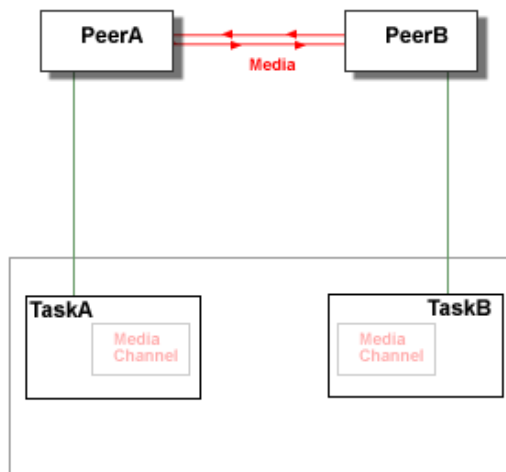 PeerA
PeerB
Media
TaskA
TaskB
Media
Channel
Media
Channel